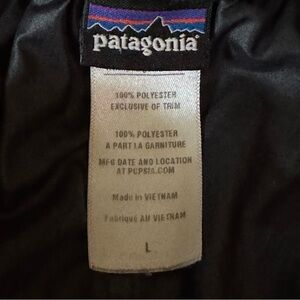 patagonia
100% POLYESTER
EXCLUSIVE OF TRIM
100% POLYESTER
A PART LA GARNITURE
MFG DATE AND LOCATION
AT PCPSIA.COM
Made in VIETNAM
Fabriqué AU VIETNAM
L